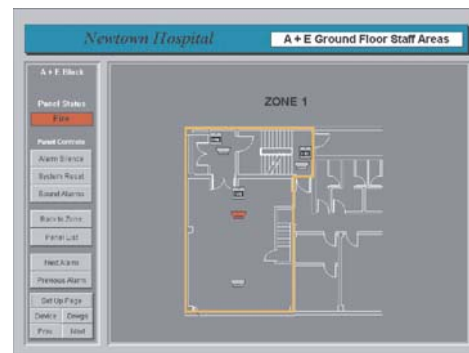 Newtown Hospital
A + E Ground Floor Staff Areas
A + E Block
Panel Status
Fire
Panel Controls
Alarm Silence
System Reset
Sound Alarms
Back to Zone
Panel List
Next Alarm
Previous Alarm
Set Up Page
Device
Prev
Next
ZONE 1